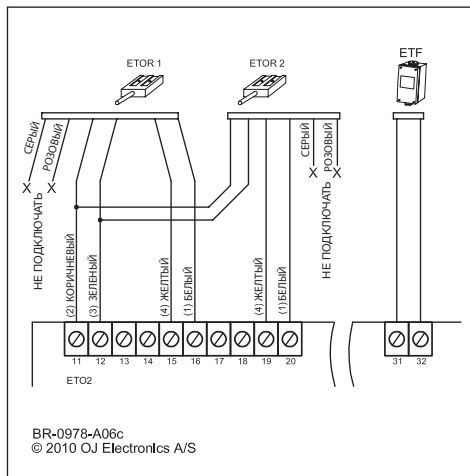 ETOR 1
ETOR 2
ETF
СЕРЫЙ
РОЗОВЫЙ
X
X
НЕ ПОДКЛЮЧАТЬ
СЕРЫЙ
РОЗОВЫЙ
X
X
НЕ ПОДКЛЮЧАТЬ
(2) КОРИЧНЕВЫЙ
(3) ЗЕЛЕНЫЙ
(4) ЖЕЛТЫЙ
(1) БЕЛЫЙ
(4) ЖЕЛТЫЙ
(1)БЕЛЫЙ
11 12 13 14 15 16 17 18 19 20 31 32
ETO2
BR-0978-A06c
© 2010 OJ Electronics A/S